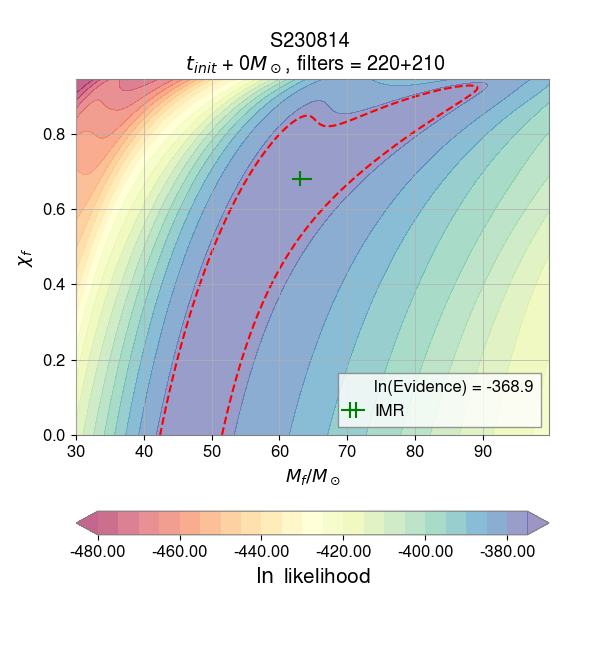 S230814
t_init + 0M_⊙, filters = 220+210
0.8
0.6
0.4
0.2
0.0
χ_f
30 40 50 60 70 80 90
M_f/M_⊙
ln(Evidence) = -368.9
IMR
-480.00 -460.00 -440.00 -420.00 -400.00 -380.00
ln likelihood